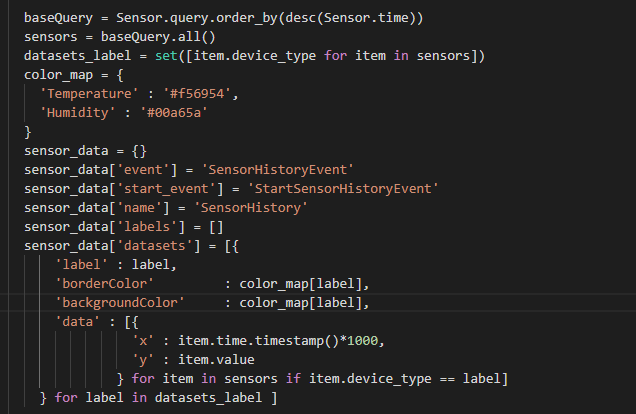 baseQuery = Sensor.query.order_by(desc(Sensor.time))
sensors = baseQuery.all()
datasets_label = set([item.device_type for item in sensors])
color_map = {
'Temperature' : '#f56954',
'Humidity' : '#00a65a'
}
sensor_data = {}
sensor_data['event'] = 'SensorHistoryEvent'
sensor_data['start_event'] = 'StartSensorHistoryEvent'
sensor_data['name'] = 'SensorHistory'
sensor_data['labels'] = []
sensor_data['datasets'] = [{
'label' : label,
'borderColor' : color_map[label],
'backgroundColor' : color_map[label],
'data' : [{
'x' : item.time.timestamp()*1000,
'y' : item.value
} for item in sensors if item.device_type == label]
} for label in datasets_label ]